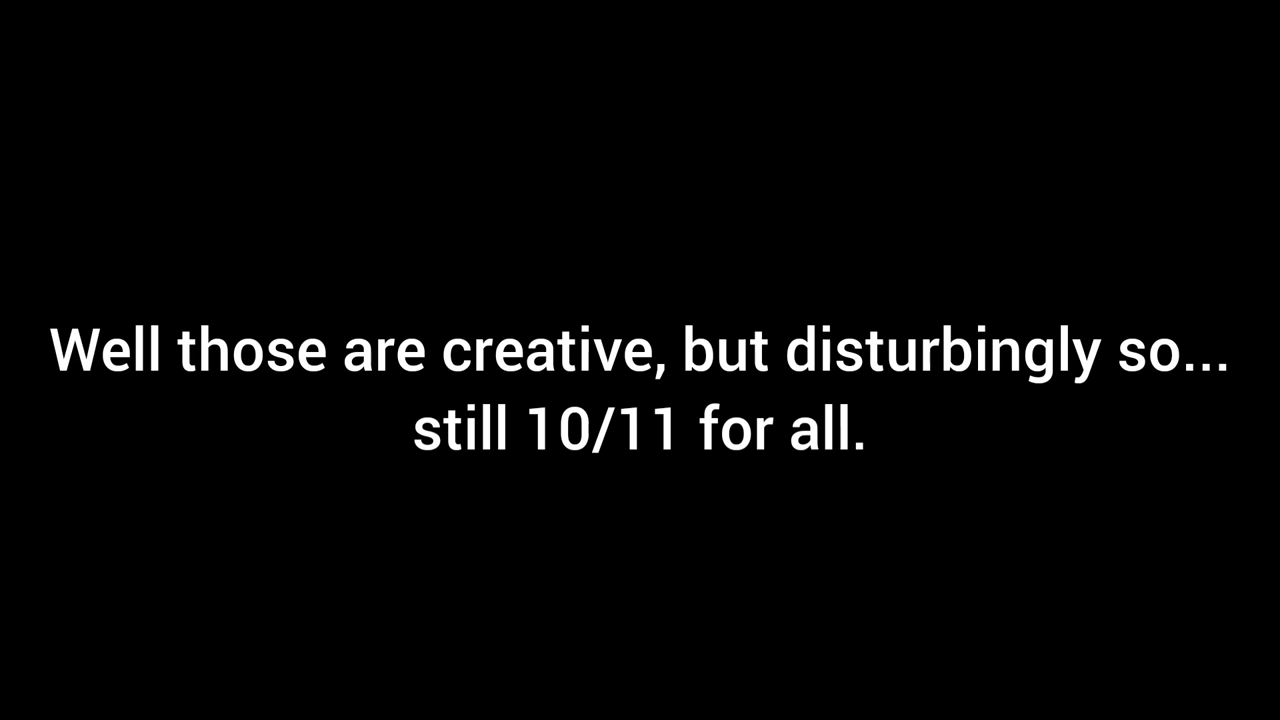 Well those are creative, but disturbingly so...
still 10/11 for all.